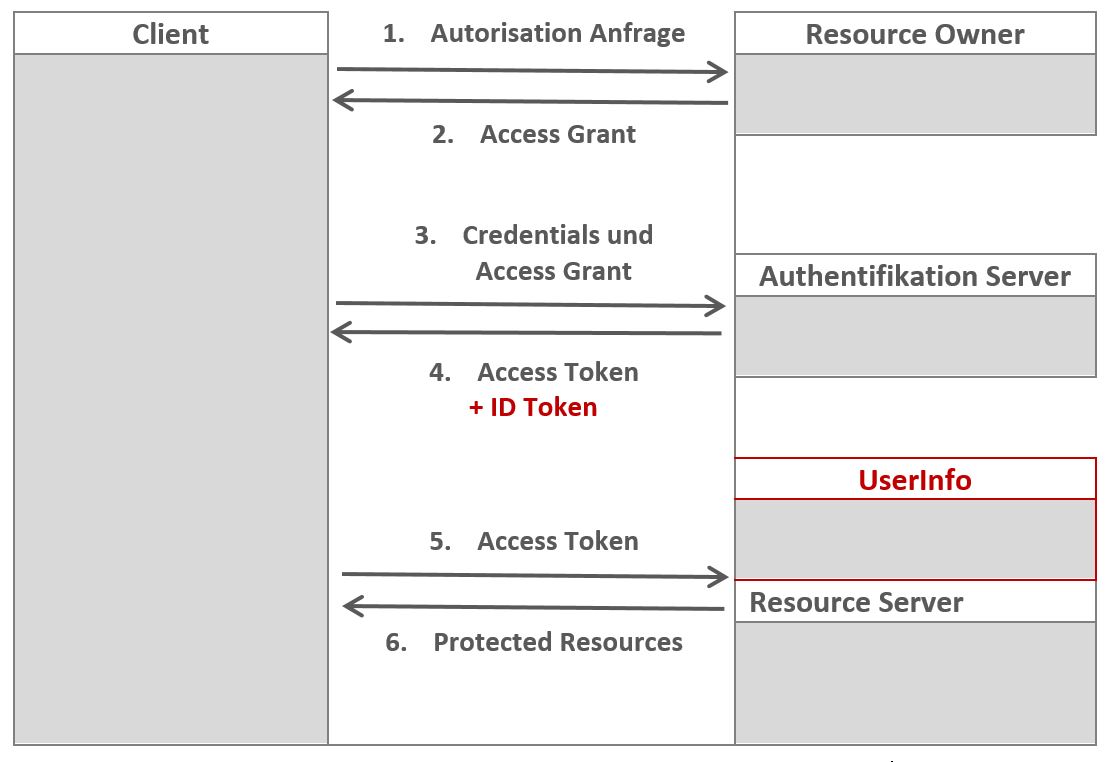 Client
1. Autorisation Anfrage
Resource Owner
2. Access Grant
3. Credentials und
Access Grant
Authentifikation Server
4. Access Token
+ ID Token
UserInfo
5. Access Token
Resource Server
6. Protected Resources